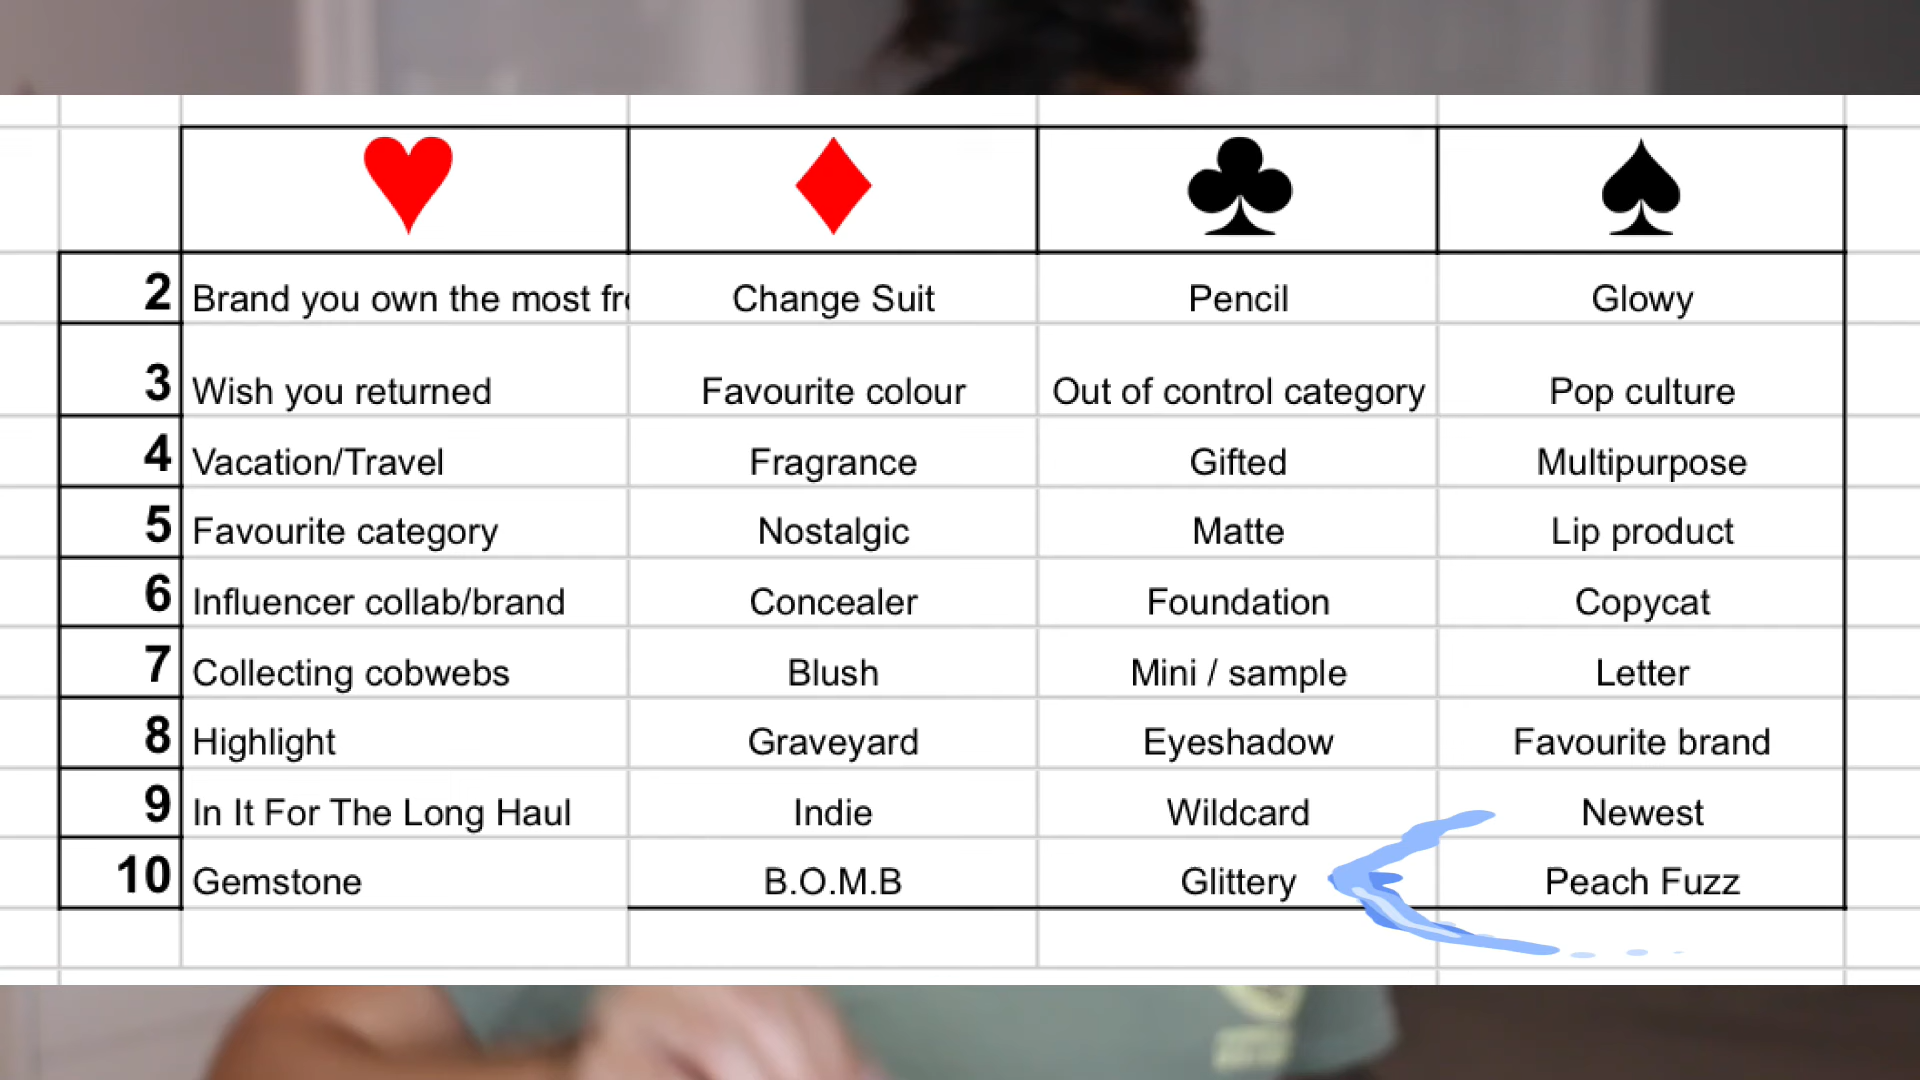 ♥ ♦ ♣ ♠
2 Brand you own the most Change Suit Pencil Glowy
3 Wish you returned Favourite colour Out of control category Pop culture
4 Vacation/Travel Fragrance Gifted Multipurpose
5 Favourite category Nostalgic Matte Lip product
6 Influencer collab/brand Concealer Foundation Copycat
7 Collecting cobwebs Blush Mini / sample Letter
8 Highlight Graveyard Eyeshadow Favourite brand
9 In It For The Long Haul Indie Wildcard Newest
10 Gemstone B.O.M.B Glittery Peach Fuzz